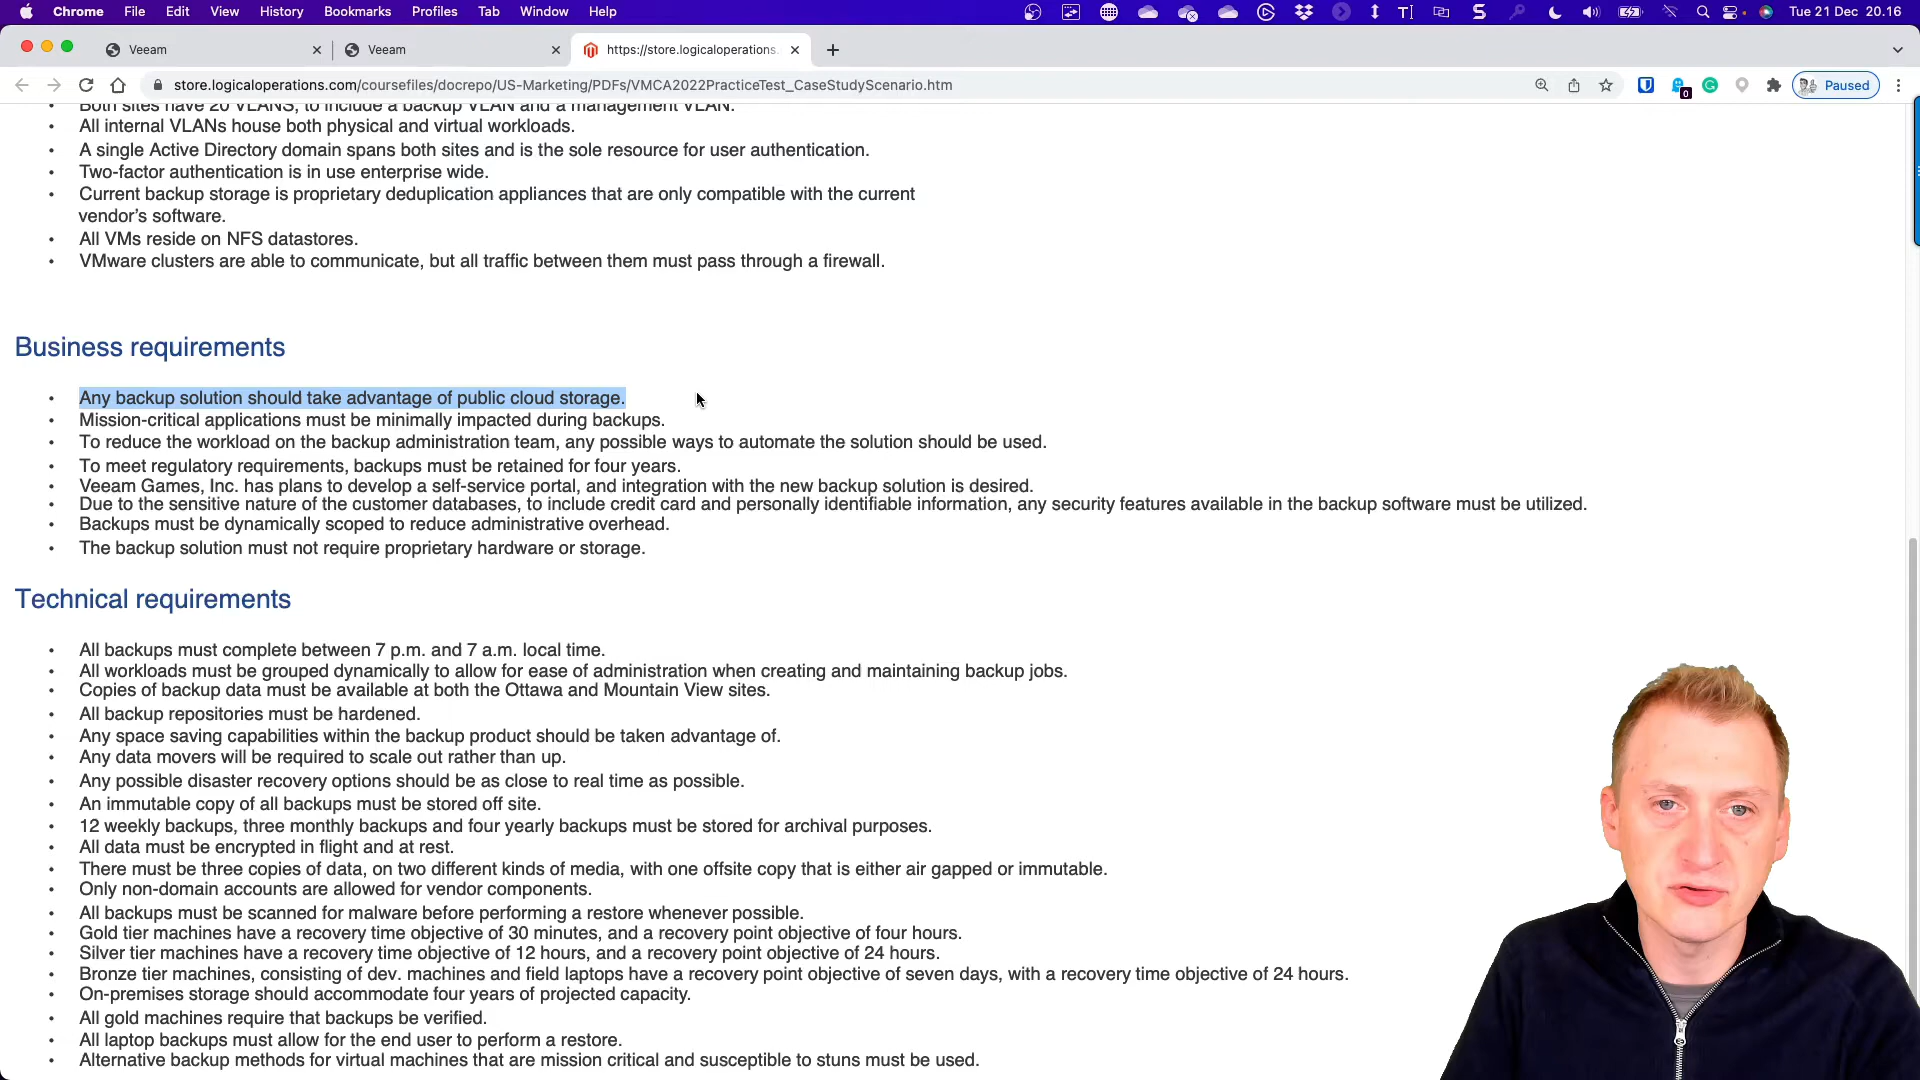 Chrome File Edit View History Bookmarks Profiles Tab Window Help
Tue 21 Dec 20.16
Veeam
Veeam
https://store.logicaloperations.
store.logicaloperations.com/coursefiles/docrepo/US-Marketing/PDFs/VMCA2022PracticeTest_CaseStudyScenario.htm
0
Paused
• Both sites have 20 VLANS, to include a backup VLAN and a management VLAN.
• All internal VLANs house both physical and virtual workloads.
• A single Active Directory domain spans both sites and is the sole resource for user authentication.
• Two-factor authentication is in use enterprise wide.
• Current backup storage is proprietary deduplication appliances that are only compatible with the current
vendor's software.
• All VMs reside on NFS datastores.
• VMware clusters are able to communicate, but all traffic between them must pass through a firewall.
Business requirements
• Any backup solution should take advantage of public cloud storage.
• Mission-critical applications must be minimally impacted during backups.
• To reduce the workload on the backup administration team, any possible ways to automate the solution should be used.
• To meet regulatory requirements, backups must be retained for four years.
• Veeam Games, Inc. has plans to develop a self-service portal, and integration with the new backup solution is desired.
• Due to the sensitive nature of the customer databases, to include credit card and personally identifiable information, any security features available in the backup software must be utilized.
• Backups must be dynamically scoped to reduce administrative overhead.
• The backup solution must not require proprietary hardware or storage.
Technical requirements
• All backups must complete between 7 p.m. and 7 a.m. local time.
• All workloads must be grouped dynamically to allow for ease of administration when creating and maintaining backup jobs.
• Copies of backup data must be available at both the Ottawa and Mountain View sites.
• All backup repositories must be hardened.
• Any space saving capabilities within the backup product should be taken advantage of.
• Any data movers will be required to scale out rather than up.
• Any possible disaster recovery options should be as close to real time as possible.
• An immutable copy of all backups must be stored off site.
• 12 weekly backups, three monthly backups and four yearly backups must be stored for archival purposes.
• All data must be encrypted in flight and at rest.
• There must be three copies of data, on two different kinds of media, with one offsite copy that is either air gapped or immutable.
• Only non-domain accounts are allowed for vendor components.
• All backups must be scanned for malware before performing a restore whenever possible.
• Gold tier machines have a recovery time objective of 30 minutes, and a recovery point objective of four hours.
• Silver tier machines have a recovery time objective of 12 hours, and a recovery point objective of 24 hours.
• Bronze tier machines, consisting of dev. machines and field laptops have a recovery point objective of seven days, with a recovery time objective of 24 hours.
• On-premises storage should accommodate four years of projected capacity.
• All gold machines require that backups be verified.
• All laptop backups must allow for the end user to perform a restore.
• Alternative backup methods for virtual machines that are mission critical and susceptible to stuns must be used.